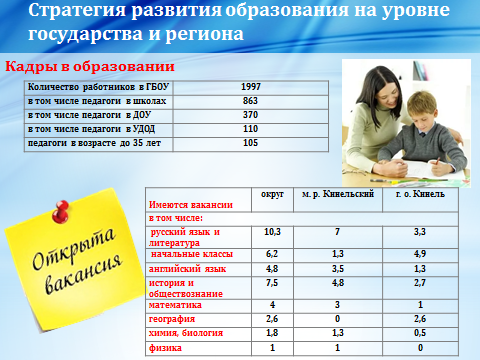 Стратегия развития образования на уровне
государства и региона
Кадры в образовании
Количество работников в ГБОУ 1997
в том числе педагоги в школах 863
в том числе педагоги в ДОУ 370
в том числе педагоги в УДОД 110
педагоги в возрасте до 35 лет 105
Имеются вакансии округ м. р. Кинельский г. о. Кинель
в том числе:
русский язык и
литература 10,3 7 3,3
начальные классы 6,2 1,3 4,9
английский язык 4,8 3,5 1,3
история и
обществознание 7,5 4,8 2,7
математика 4 3 1
география 2,6 0 2,6
химия, биология 1,8 1,3 0,5
физика 1 1 0
Открыта
вакансия